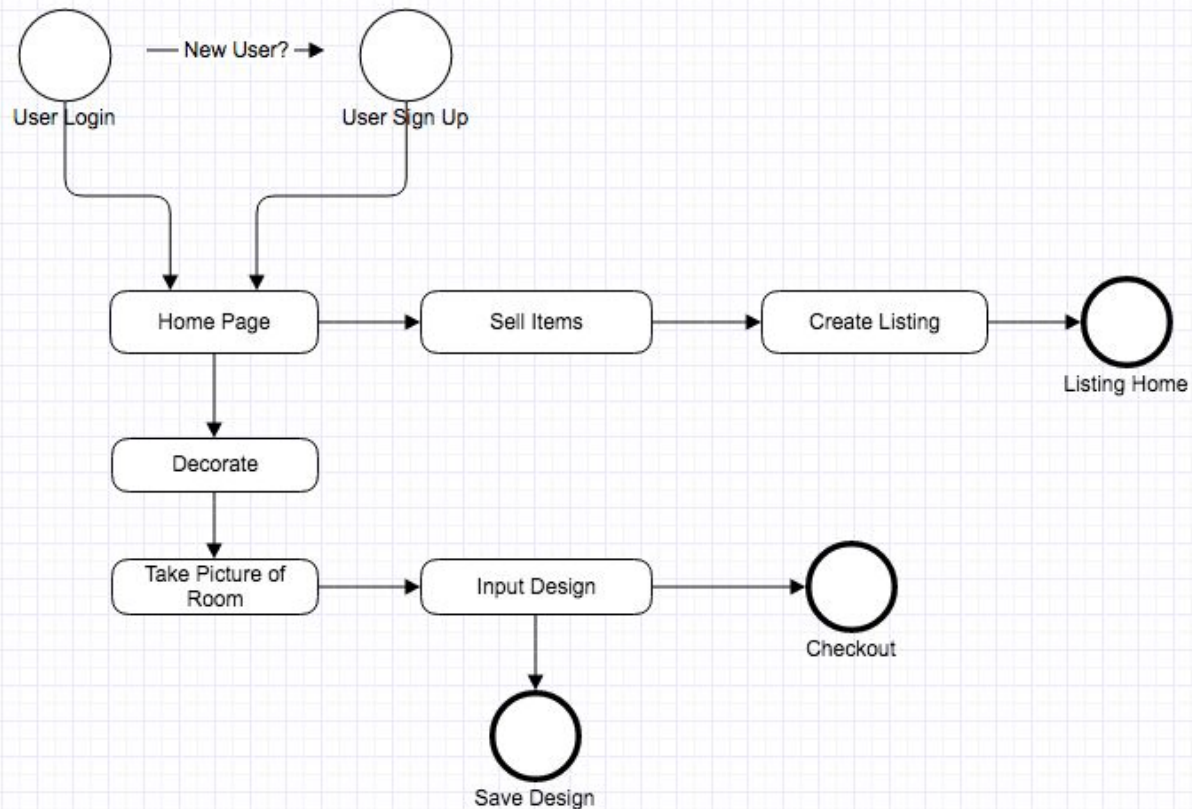 New User?
User Login
User Sign Up
Home Page
Sell Items
Create Listing
Listing Home
Decorate
Take Picture of
Room
Input Design
Checkout
Save Design